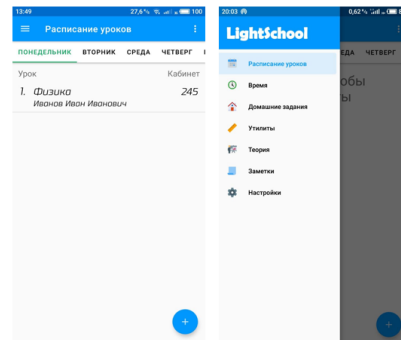 13:49
27,6% 100
Расписание уроков
ПОНЕДЕЛЬНИК ВТОРНИК СРЕДА ЧЕТВЕРГ
Урок Кабинет
1. Физика 245
Иванов Иван Иванович
+
20:03 0,62%
LightSchool
ЕДА ЧЕТВЕРГ
Расписание уроков
обы
Время
ы
Домашние задания
Утилиты
Теория
Заметки
Настройки
+